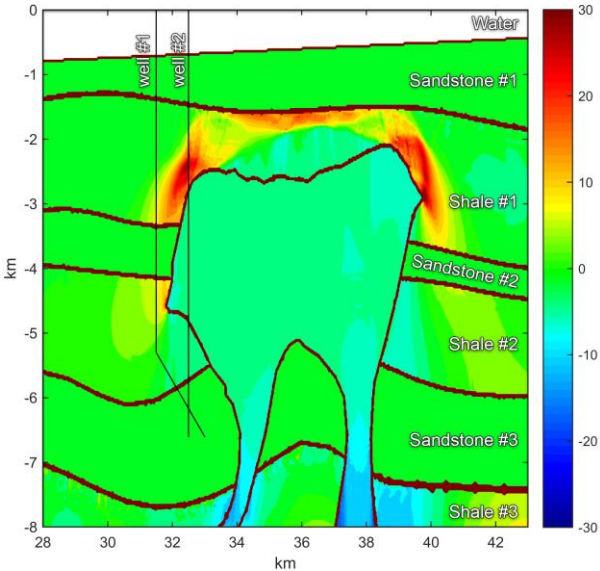 0
-1
-2
-3
-4
-5
-6
-7
-8
km
28
30
32
34
36
38
40
42
km
well #1
well #2
Water
Sandstone #1
Shale #1
Sandstone #2
Shale #2
Sandstone #3
Shale #3
30
20
10
0
-10
-20
-30